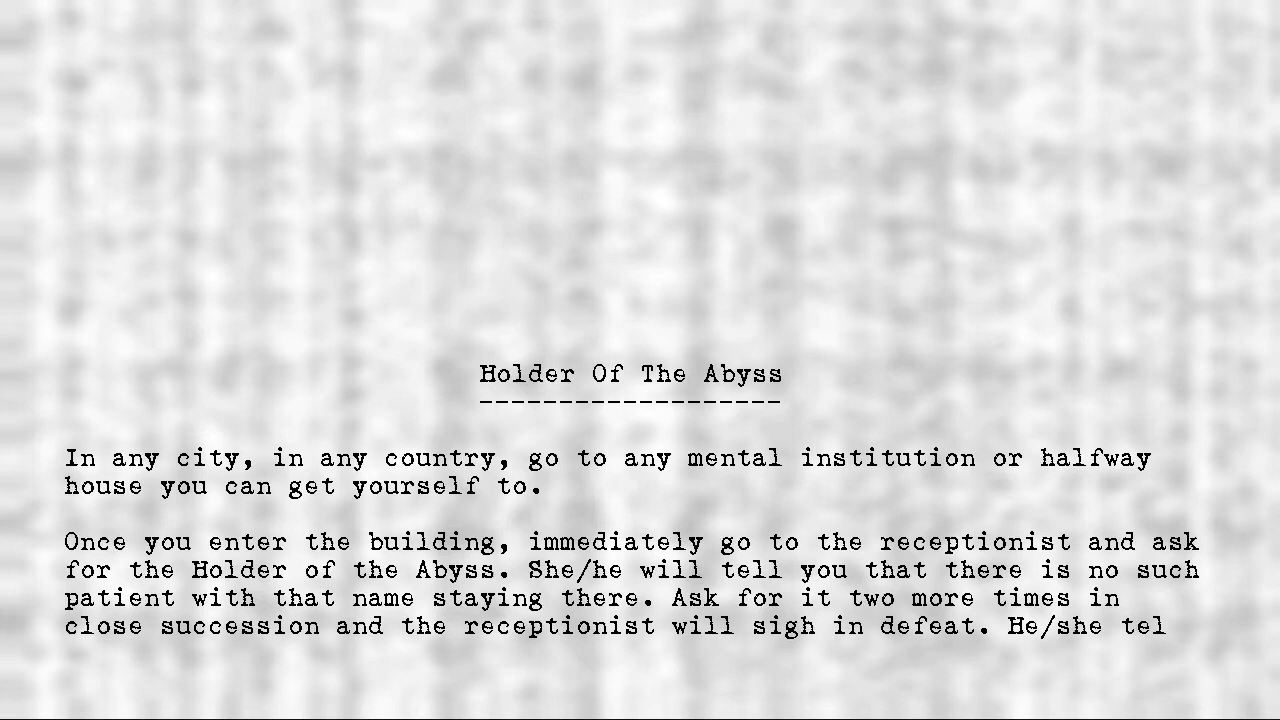 Holder Of The Abyss
-------------------
In any city, in any country, go to any mental institution or halfway
house you can get yourself to.
Once you enter the building, immediately go to the receptionist and ask
for the Holder of the Abyss. She/he will tell you that there is no such
patient with that name staying there. Ask for it two more times in
close succession and the receptionist will sigh in defeat. He/she tel